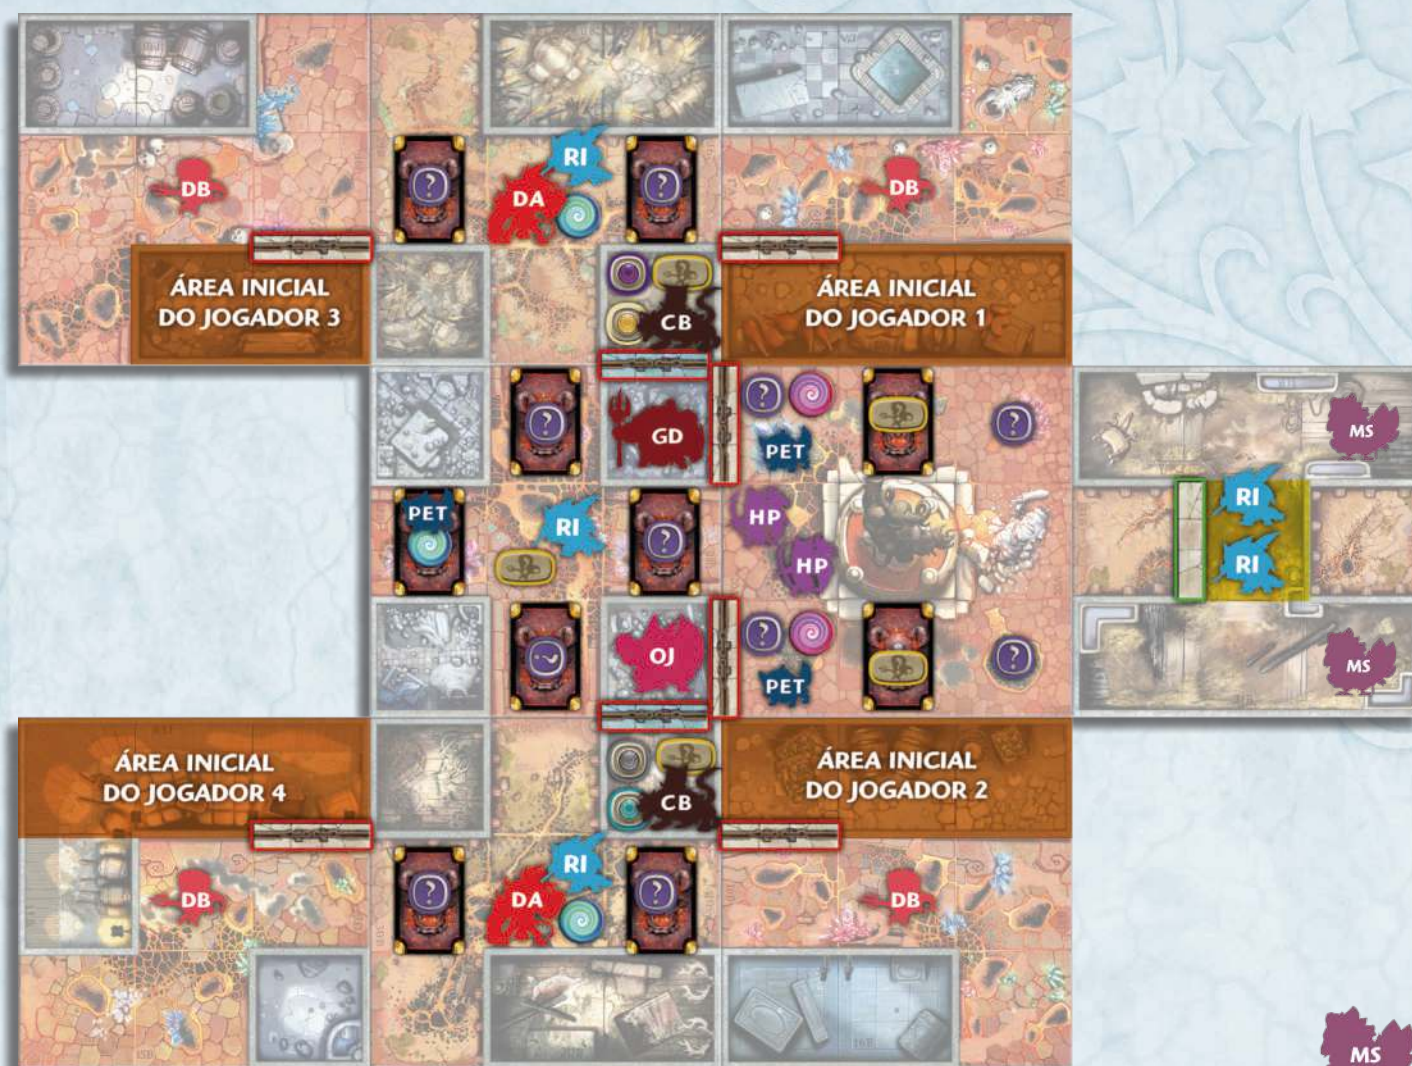 RI
DB
DA
DB
?
?
ÁREA INICIAL
DO JOGADOR 3
CB
ÁREA INICIAL
DO JOGADOR 1
?
GD
?
PET
?
MS
PET
RI
?
HP
HP
RI
RI
?
OJ
?
PET
?
MS
ÁREA INICIAL
DO JOGADOR 4
CB
ÁREA INICIAL
DO JOGADOR 2
RI
DB
?
DA
?
DB
MS